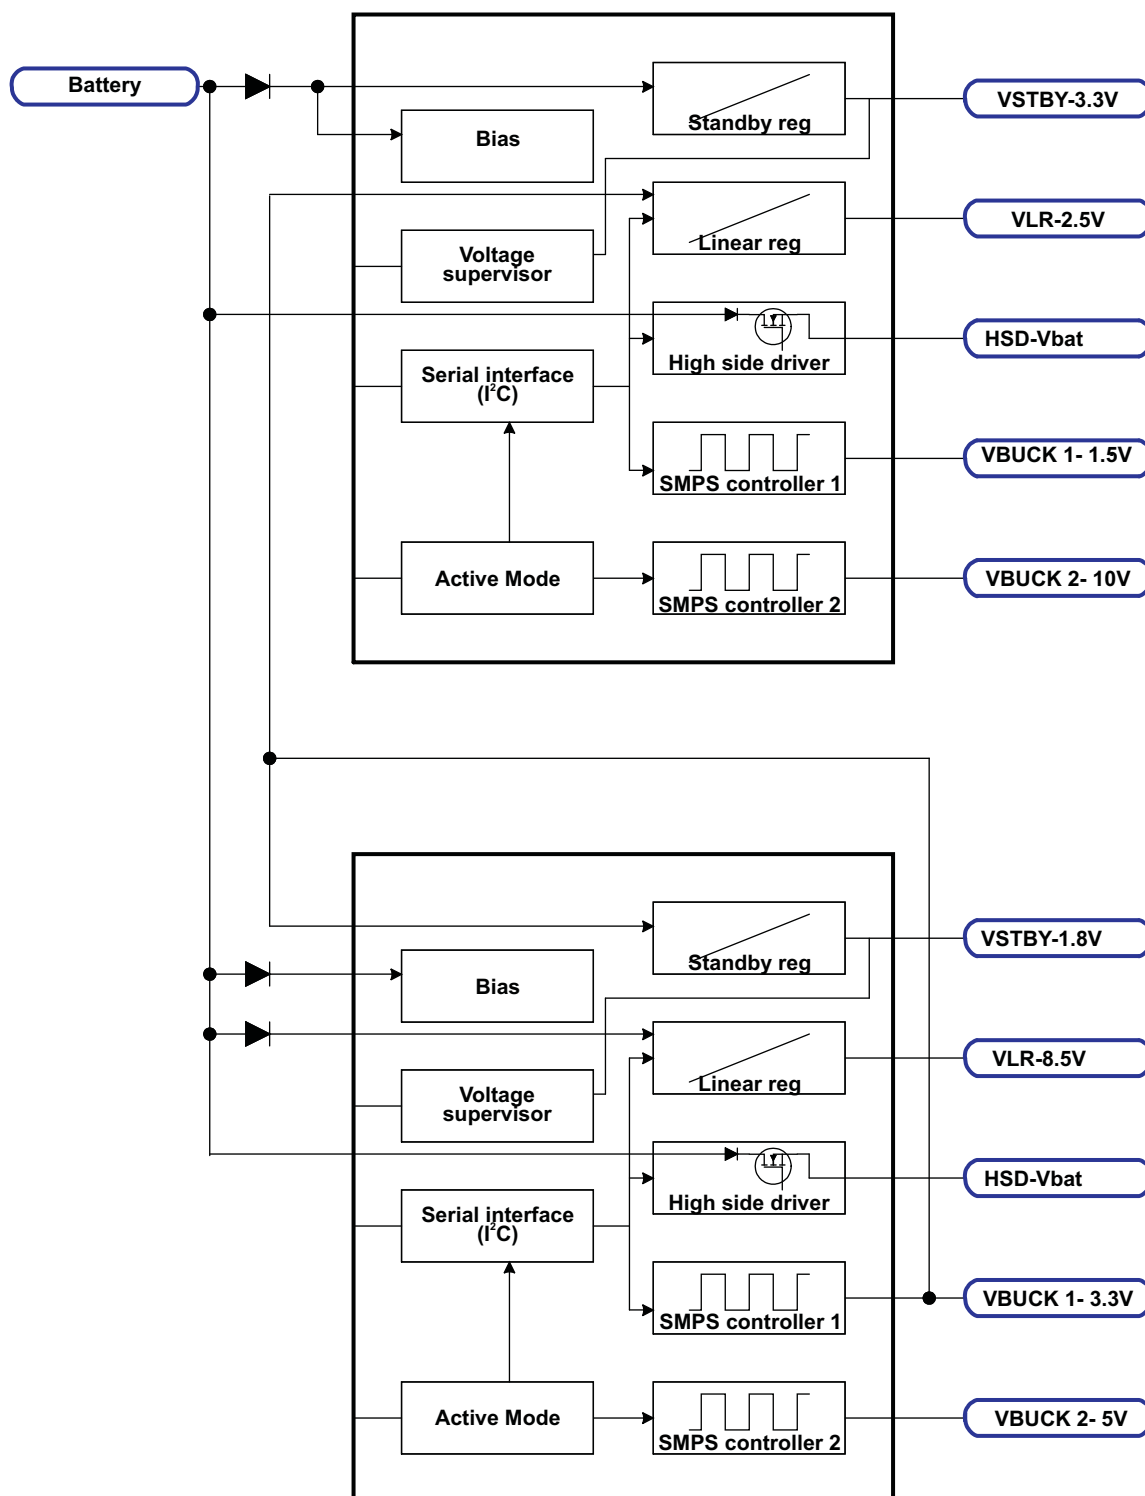 Battery
Standby reg
VSTBY-3.3V
Bias
Linear reg
VLR-2.5V
Voltage
supervisor
High side driver
HSD-Vbat
Serial interface
(I²C)
SMPS controller 1
VBUCK 1- 1.5V
Active Mode
SMPS controller 2
VBUCK 2- 10V
Standby reg
VSTBY-1.8V
Bias
Linear reg
VLR-8.5V
Voltage
supervisor
High side driver
HSD-Vbat
Serial interface
(I²C)
SMPS controller 1
VBUCK 1- 3.3V
Active Mode
SMPS controller 2
VBUCK 2- 5V